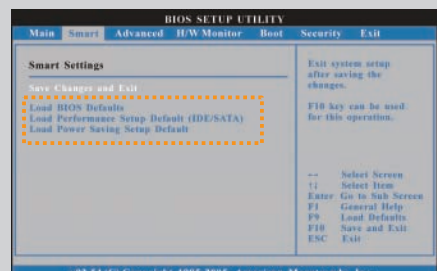 BIOS SETUP UTILITY
Main Smart Advanced H/W Monitor Boot Security Exit
Smart Settings
Save Changes and Exit
Load BIOS Defaults
Load Performance Setup Default (IDE/SATA)
Load Power Saving Setup Default
Exit system setup
after saving the
changes.
F10 key can be used
for this operation.
Select Screen
↑↓ Select Item
Enter Go to Sub Screen
F1 General Help
F9 Load Defaults
F10 Save and Exit
ESC Exit